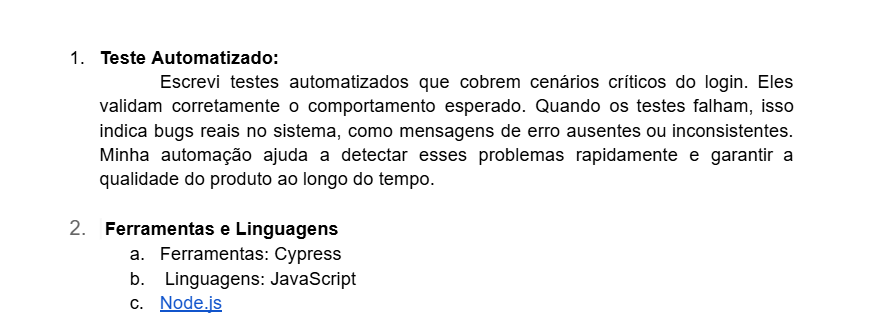 1. Teste Automatizado:
Escrevi testes automatizados que cobrem cenários críticos do login. Eles
validam corretamente o comportamento esperado. Quando os testes falham, isso
indica bugs reais no sistema, como mensagens de erro ausentes ou inconsistentes.
Minha automação ajuda a detectar esses problemas rapidamente e garantir a
qualidade do produto ao longo do tempo.
2. Ferramentas e Linguagens
a. Ferramentas: Cypress
b. Linguagens: JavaScript
c. Node.js